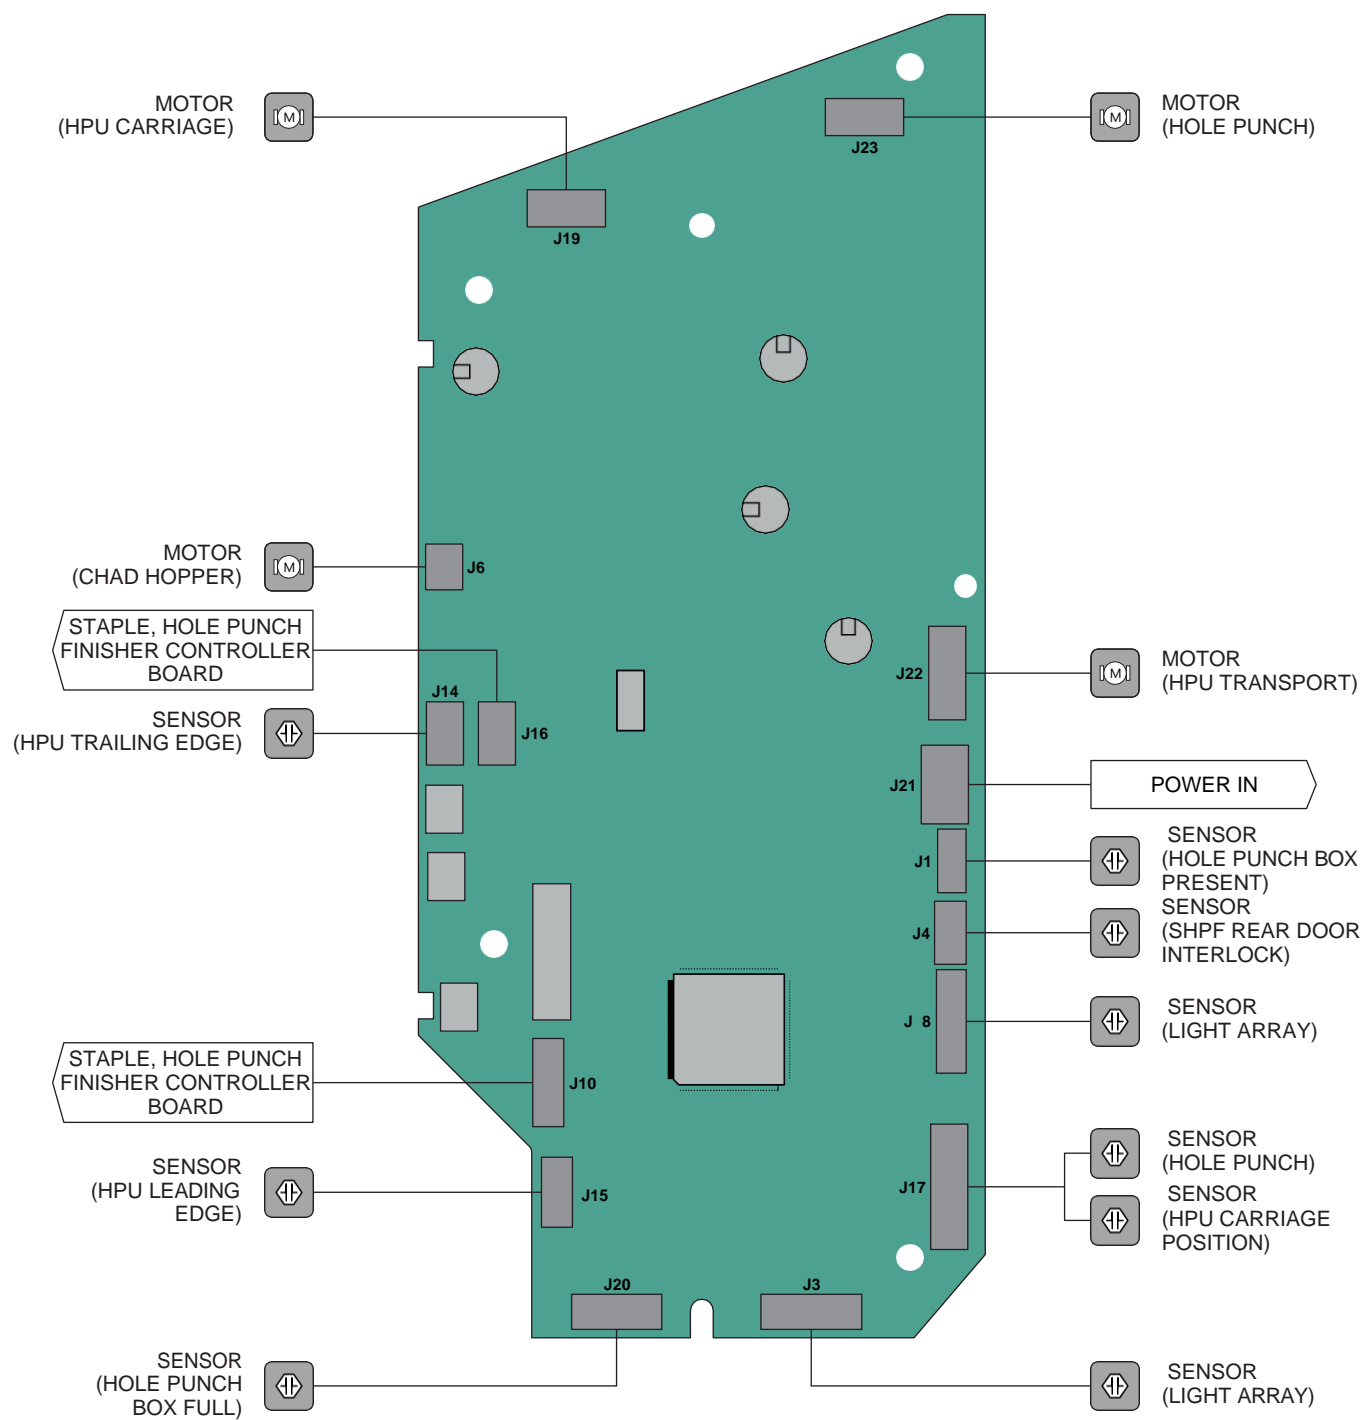 MOTOR
(HPU CARRIAGE)
M
J19
J23
M
MOTOR
(HOLE PUNCH)
MOTOR
(CHAD HOPPER)
M
J6
STAPLE, HOLE PUNCH
FINISHER CONTROLLER
BOARD
J14
J16
SENSOR
(HPU TRAILING EDGE)
J22
M
MOTOR
(HPU TRANSPORT)
J21
POWER IN
J1
SENSOR
(HOLE PUNCH BOX
PRESENT)
J4
SENSOR
(SHPF REAR DOOR
INTERLOCK)
J 8
SENSOR
(LIGHT ARRAY)
STAPLE, HOLE PUNCH
FINISHER CONTROLLER
BOARD
J10
SENSOR
(HPU LEADING
EDGE)
J15
J17
SENSOR
(HOLE PUNCH)
SENSOR
(HPU CARRIAGE
POSITION)
J20
J3
SENSOR
(HOLE PUNCH
BOX FULL)
SENSOR
(LIGHT ARRAY)